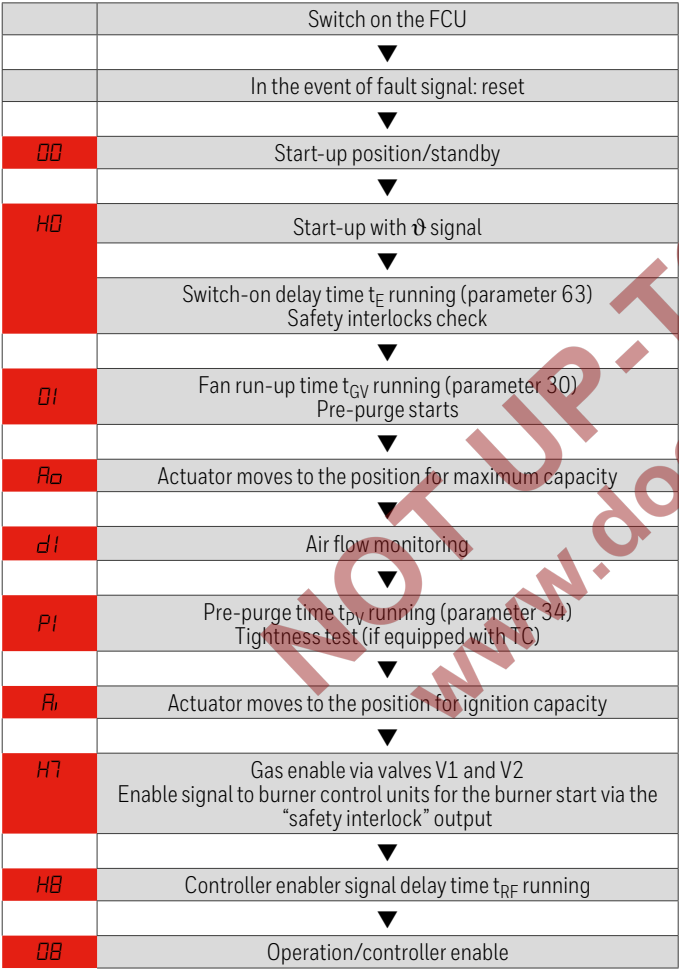 Switch on the FCU
▼
In the event of fault signal: reset
▼
00 Start-up position/standby
▼
H0 Start-up with ϑ signal
▼
Switch-on delay time tE running (parameter 63)
Safety interlocks check
▼
01 Fan run-up time tGV running (parameter 30)
Pre-purge starts
▼
Ao Actuator moves to the position for maximum capacity
▼
d1 Air flow monitoring
▼
P1 Pre-purge time tPV running (parameter 34)
Tightness test (if equipped with TC)
▼
Ai Actuator moves to the position for ignition capacity
▼
H7 Gas enable via valves V1 and V2
Enable signal to burner control units for the burner start via the
“safety interlock” output
▼
H8 Controller enabler signal delay time tRF running
▼
08 Operation/controller enable
NOT UP-TO
www.doc